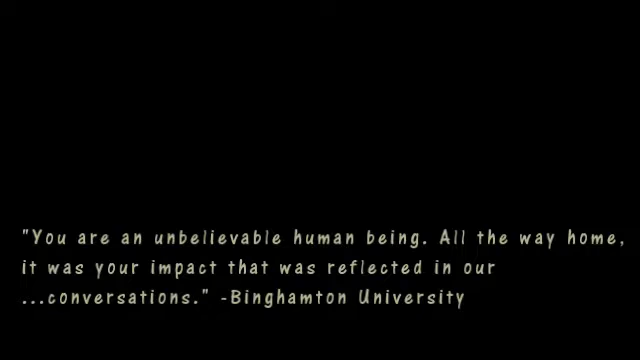 "You are an unbelievable human being. All the way home,
it was your impact that was reflected in our
...conversations." -Binghamton University